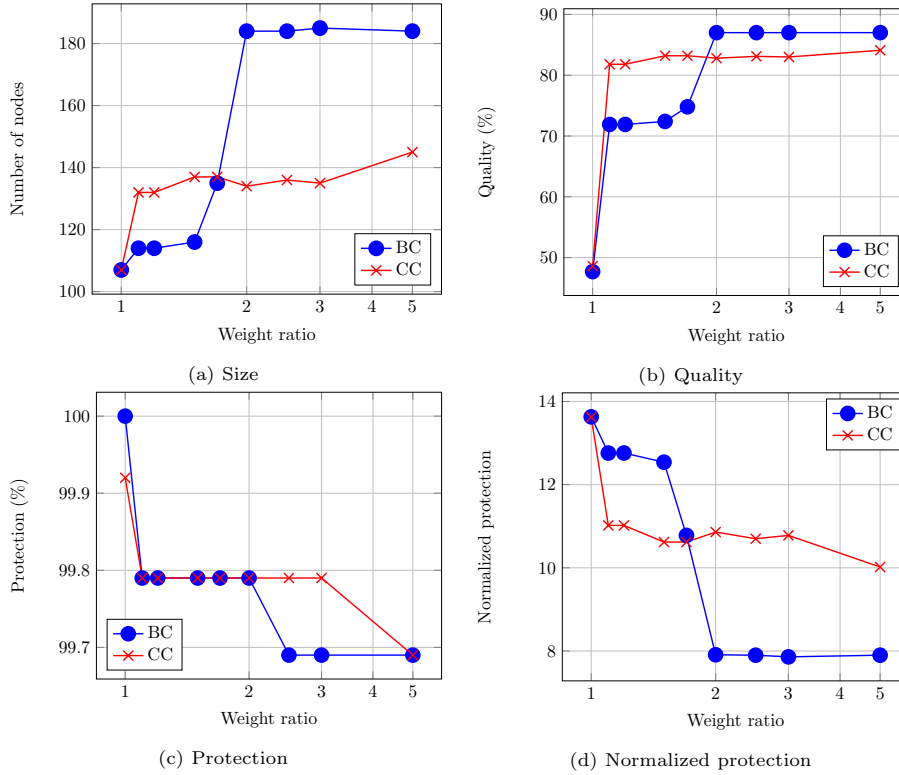 180
160
140
120
100
Number of nodes
BC
CC
1
2
3
4
5
Weight ratio
(a) Size
90
80
70
60
50
Quality (%)
BC
CC
1
2
3
4
5
Weight ratio
(b) Quality
100
99.9
99.8
99.7
Protection (%)
BC
CC
1
2
3
4
5
Weight ratio
(c) Protection
14
12
10
8
Normalized protection
BC
CC
1
2
3
4
5
Weight ratio
(d) Normalized protection